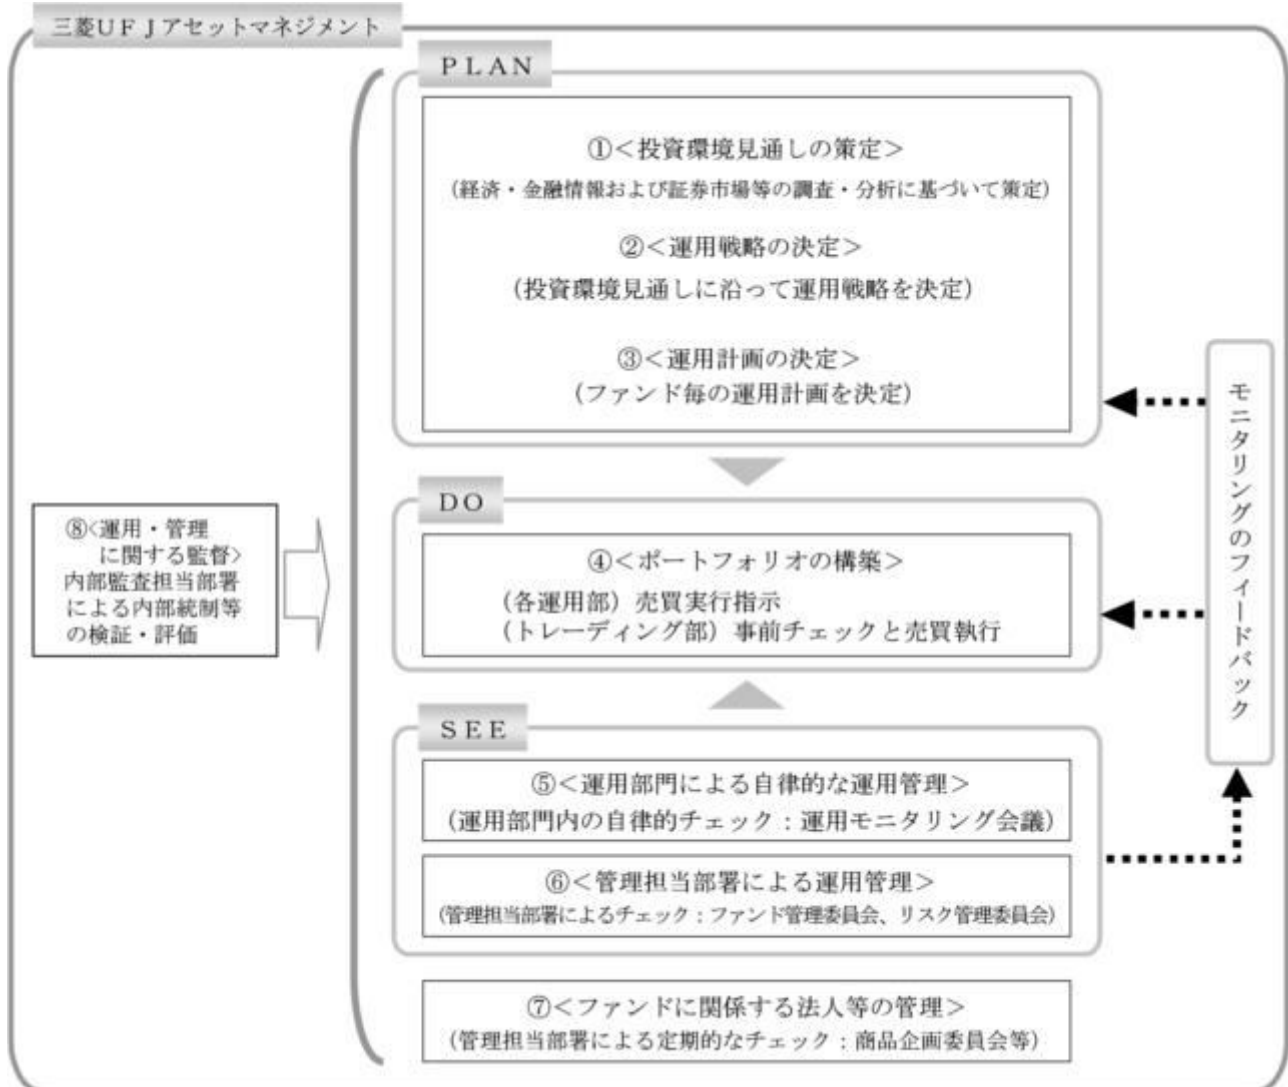 三菱UFJアセットマネジメント
PLAN
①<投資環境見通しの策定>
(経済・金融情報および証券市場等の調査・分析に基づいて策定)
②<運用戦略の決定>
(投資環境見通しに沿って運用戦略を決定)
③<運用計画の決定>
(ファンド毎の運用計画を決定)
DO
④<ポートフォリオの構築>
(各運用部)売買実行指示
(トレーディング部)事前チェックと売買執行
SEE
⑤<運用部門による自律的な運用管理>
(運用部門内の自律的チェック:運用モニタリング会議)
⑥<管理担当部署による運用管理>
(管理担当部署によるチェック:ファンド管理委員会、リスク管理委員会)
⑦<ファンドに関係する法人等の管理>
(管理担当部署による定期的なチェック:商品企画委員会等)
⑧<運用・管理
に関する監督>
内部監査担当部署
による内部統制等
の検証・評価
モニタリングのフィードバック